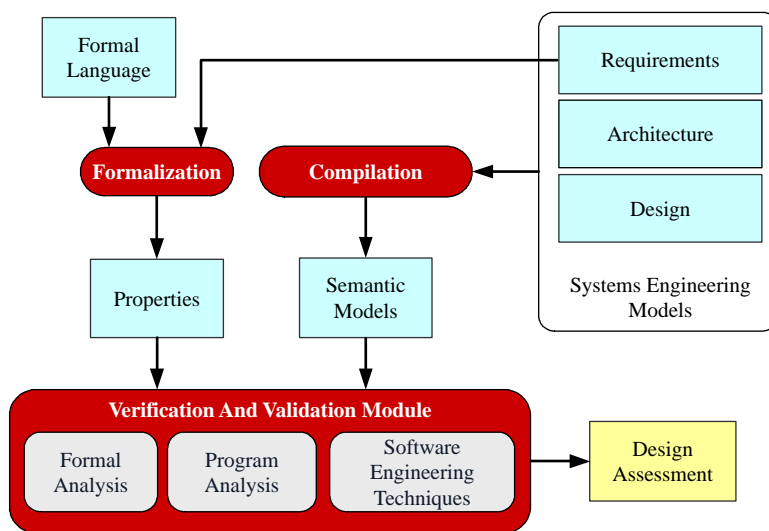 Formal
Language
Requirements
Architecture
Design
Systems Engineering
Models
Formalization
Compilation
Properties
Semantic
Models
Verification And Validation Module
Formal
Analysis
Program
Analysis
Software
Engineering
Techniques
Design
Assessment